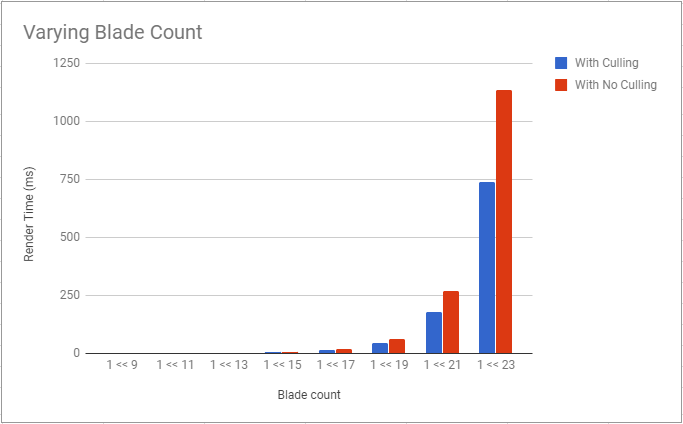 Varying Blade Count
With Culling
With No Culling
Render Time (ms)
1250
1000
750
500
250
0
1 << 9
1 << 11
1 << 13
1 << 15
1 << 17
1 << 19
1 << 21
1 << 23
Blade count